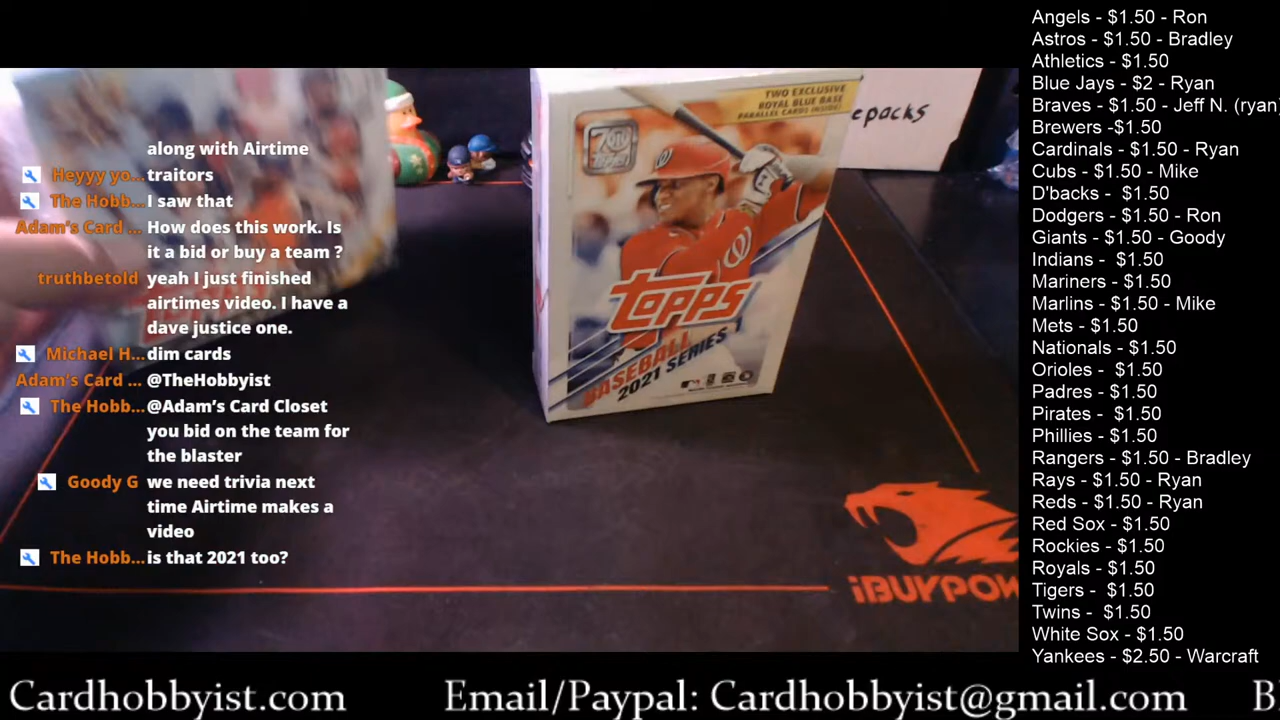 along with Airtime
Heyyy yo... traitors
The Hobb... I saw that
Adam's Card ... How does this work. Is
it a bid or buy a team ?
truthbetold yeah I just finished
airtimes video. I have a
dave justice one.
Michael H... dim cards
Adam's Card ... @TheHobbyist
The Hobb... @Adam's Card Closet
you bid on the team for
the blaster
Goody G we need trivia next
time Airtime makes a
video
The Hobb... is that 2021 too?
TWO EXCLUSIVE
ROYAL BLUE BASE
PARALLEL CARDS INSIDE!
70
topps
W
topps
BASEBALL
2021 SERIES 1
epacks
iBUYPOW
Angels - $1.50 - Ron
Astros - $1.50 - Bradley
Athletics - $1.50
Blue Jays - $2 - Ryan
Braves - $1.50 - Jeff N. (ryan
Brewers -$1.50
Cardinals - $1.50 - Ryan
Cubs - $1.50 - Mike
D'backs - $1.50
Dodgers - $1.50 - Ron
Giants - $1.50 - Goody
Indians - $1.50
Mariners - $1.50
Marlins - $1.50 - Mike
Mets - $1.50
Nationals - $1.50
Orioles - $1.50
Padres - $1.50
Pirates - $1.50
Phillies - $1.50
Rangers - $1.50 - Bradley
Rays - $1.50 - Ryan
Reds - $1.50 - Ryan
Red Sox - $1.50
Rockies - $1.50
Royals - $1.50
Tigers - $1.50
Twins - $1.50
White Sox - $1.50
Yankees - $2.50 - Warcraft
Cardhobbyist.com Email/Paypal: Cardhobbyist@gmail.com B